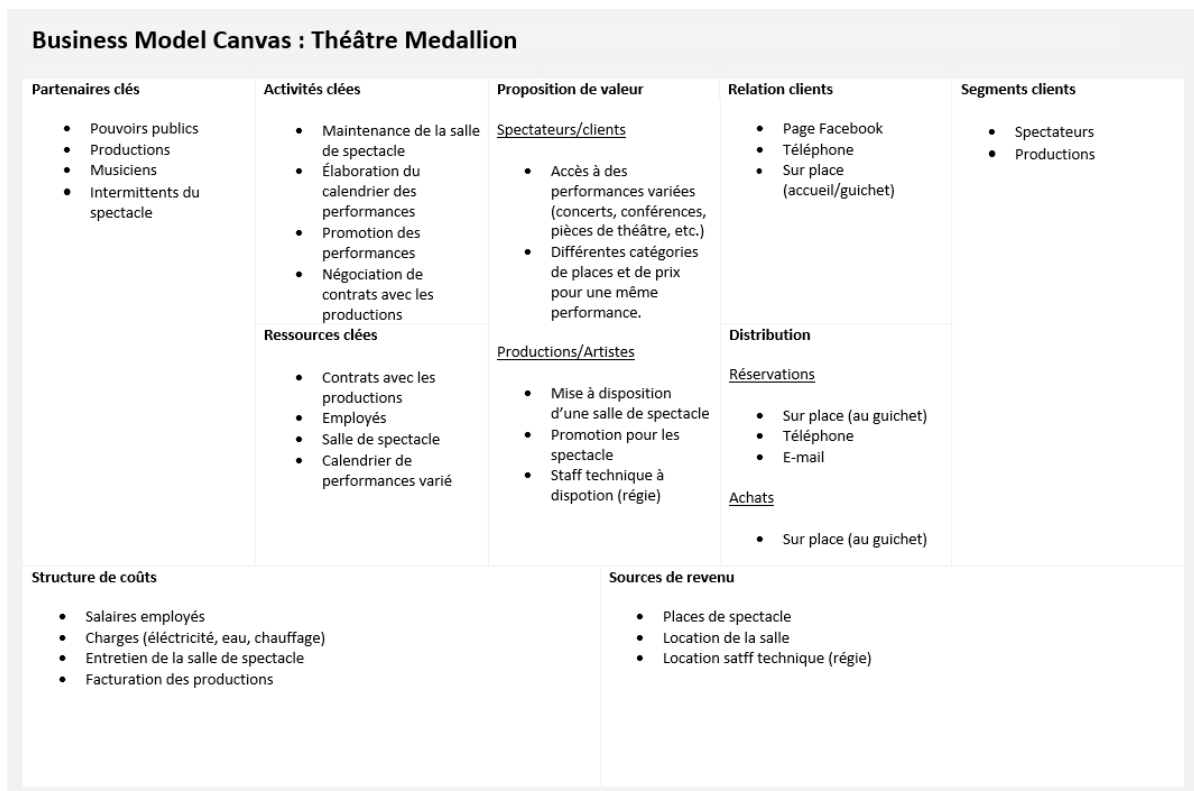 Business Model Canvas : Théâtre Medallion
Partenaires clés
• Pouvoirs publics
• Productions
• Musiciens
• Intermittents du
spectacle
Activités clées
• Maintenance de la salle
de spectacle
• Élaboration du
calendrier des
performances
• Promotion des
performances
• Négociation de
contrats avec les
productions
Ressources clées
• Contrats avec les
productions
• Employés
• Salle de spectacle
• Calendrier de
performances varié
Proposition de valeur
Spectateurs/clients
• Accès à des
performances variées
(concerts, conférences,
pièces de théâtre, etc.)
• Différentes catégories
de places et de prix
pour une même
performance.
Productions/Artistes
• Mise à disposition
d’une salle de spectacle
• Promotion pour les
spectacle
• Staff technique à
dispotion (régie)
Relation clients
• Page Facebook
• Téléphone
• Sur place
(accueil/guichet)
Distribution
Réservations
• Sur place (au guichet)
• Téléphone
• E-mail
Achats
• Sur place (au guichet)
Segments clients
• Spectateurs
• Productions
Structure de coûts
• Salaires employés
• Charges (éléctricité, eau, chauffage)
• Entretien de la salle de spectacle
• Facturation des productions
Sources de revenu
• Places de spectacle
• Location de la salle
• Location satff technique (régie)